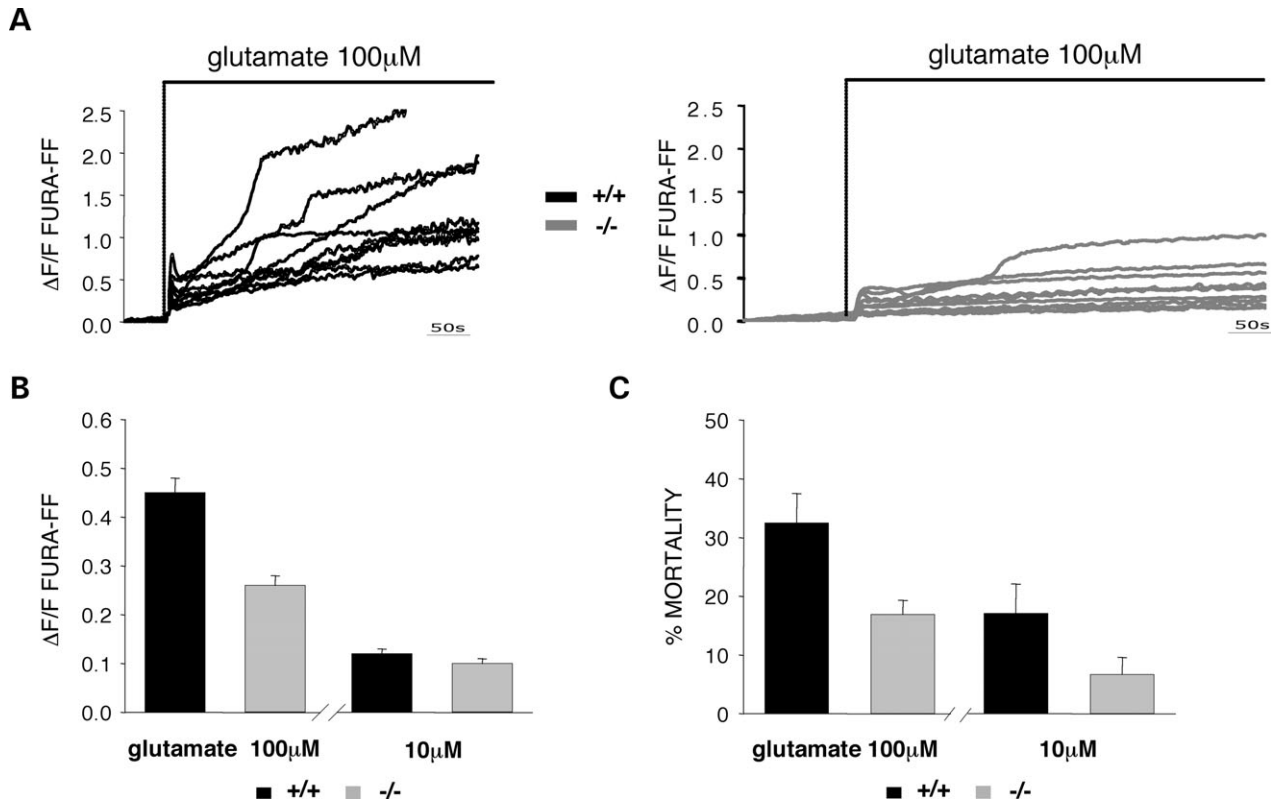 A
glutamate 100μM
ΔF/F FURA-FF
2.5
2.0
1.5
1.0
0.5
0.0
50s
+/+
-/-
glutamate 100μM
ΔF/F FURA-FF
2.5
2.0
1.5
1.0
0.5
0.0
50s
B
ΔF/F FURA-FF
0.6
0.5
0.4
0.3
0.2
0.1
0.0
glutamate 100μM 10μM
+/+ -/-
C
% MORTALITY
50
40
30
20
10
0
glutamate 100μM 10μM
+/+ -/-